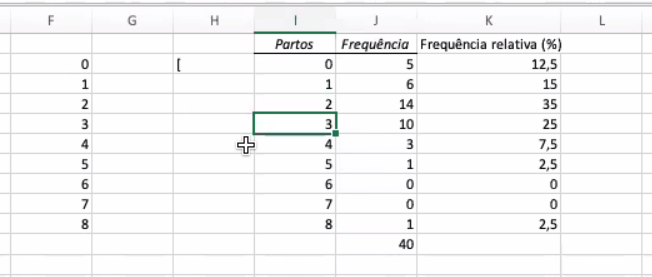 F G H I J K L
Partos Frequência Frequência relativa (%)
0 [ 0 5 12,5
1 1 6 15
2 2 14 35
3 3 10 25
4 4 3 7,5
5 5 1 2,5
6 6 0 0
7 7 0 0
8 8 1 2,5
40